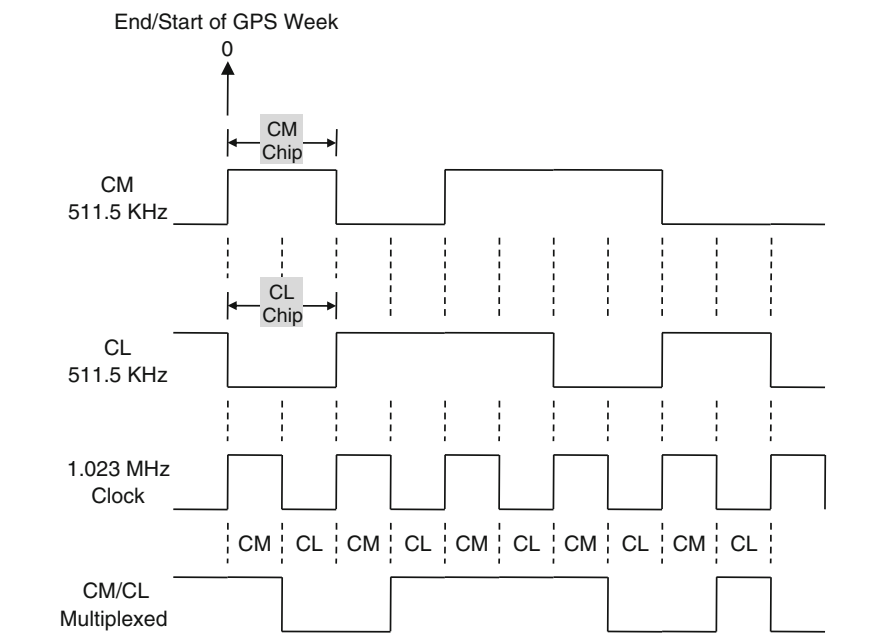 End/Start of GPS Week
0
CM
Chip
CM
511.5 KHz
CL
Chip
CL
511.5 KHz
1.023 MHz
Clock
CM CL CM CL CM CL CM CL CM CL
CM/CL
Multiplexed